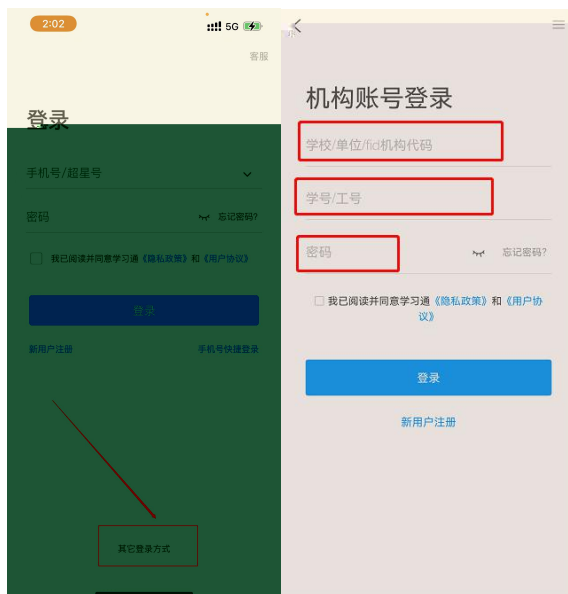 2:02
5G
客服
登录
手机号/超星号
密码
忘记密码?
我已阅读并同意学习通《隐私政策》和《用户协议》
登录
新用户注册
手机号快捷登录
其它登录方式
机构账号登录
学校/单位/fid机构代码
学号/工号
密码
忘记密码?
我已阅读并同意学习通《隐私政策》和《用户协
议》
登录
新用户注册